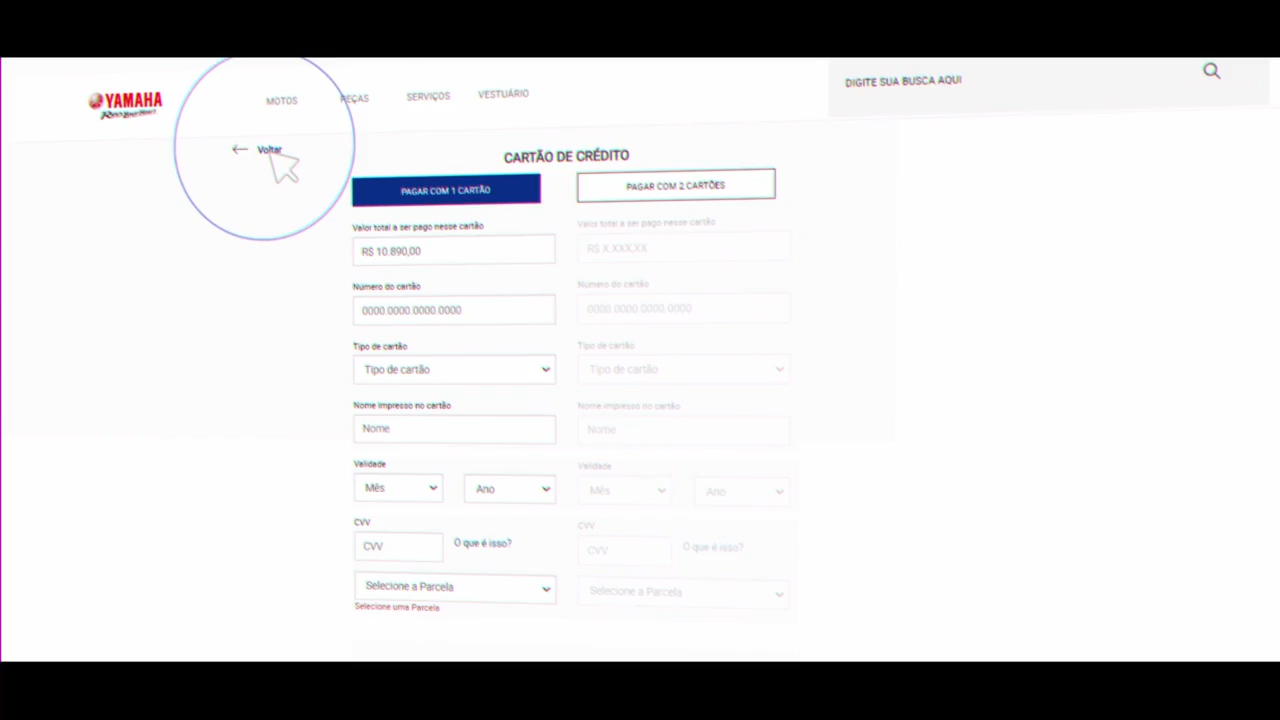 YAMAHA
Revs Your Heart
MOTOS
PEÇAS
SERVIÇOS
VESTUÁRIO
DIGITE SUA BUSCA AQUI
Voltar
CARTÃO DE CRÉDITO
PAGAR COM 1 CARTÃO
PAGAR COM 2 CARTÕES
Valor total a ser pago nesse cartão
Valor total a ser pago nesse cartão
R$ 10.890,00
R$ X.XXX,XX
Numero do cartão
Numero do cartão
0000.0000.0000.0000
0000.0000.0000.0000
Tipo de cartão
Tipo de cartão
Tipo de cartão
Tipo de cartão
Nome impresso no cartão
Nome impresso no cartão
Nome
Nome
Validade
Validade
Mês
Ano
Mês
Ano
CVV
CVV
CVV
O que é isso?
CVV
O que é isso?
Selecione a Parcela
Selecione a Parcela
Selecione uma Parcela